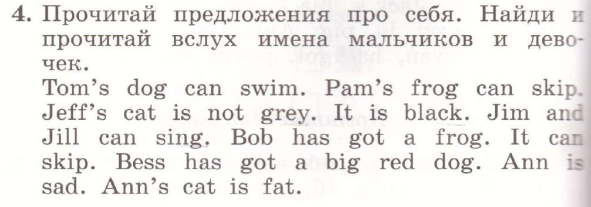 4. Прочитай предложения про себя. Найди и
прочитай вслух имена мальчиков и дево-
чек.
Tom's dog can swim. Pam's frog can skip.
Jeff's cat is not grey. It is black. Jim and
Jill can sing. Bob has got a frog. It can
skip. Bess has got a big red dog. Ann is
sad. Ann's cat is fat.